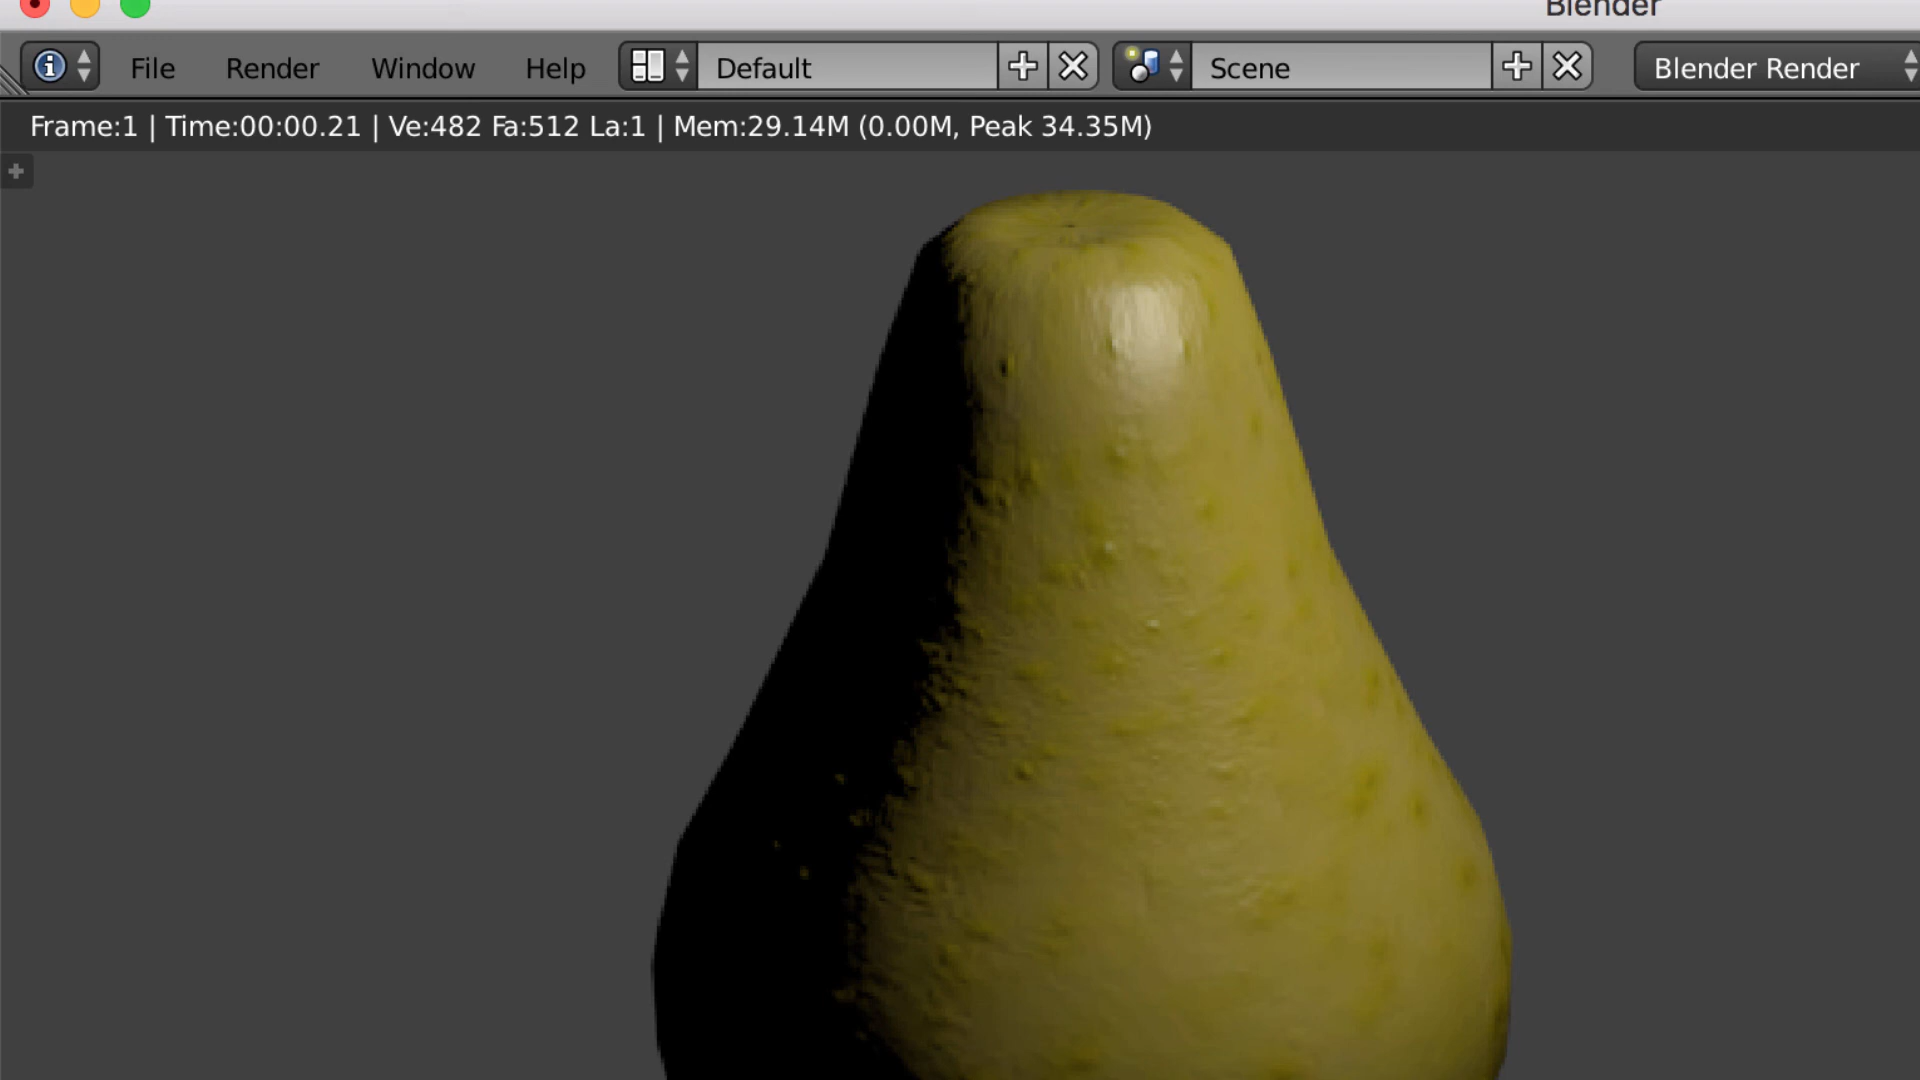 Blender
File Render Window Help Default Scene Blender Render
Frame:1 | Time:00:00.21 | Ve:482 Fa:512 La:1 | Mem:29.14M (0.00M, Peak 34.35M)